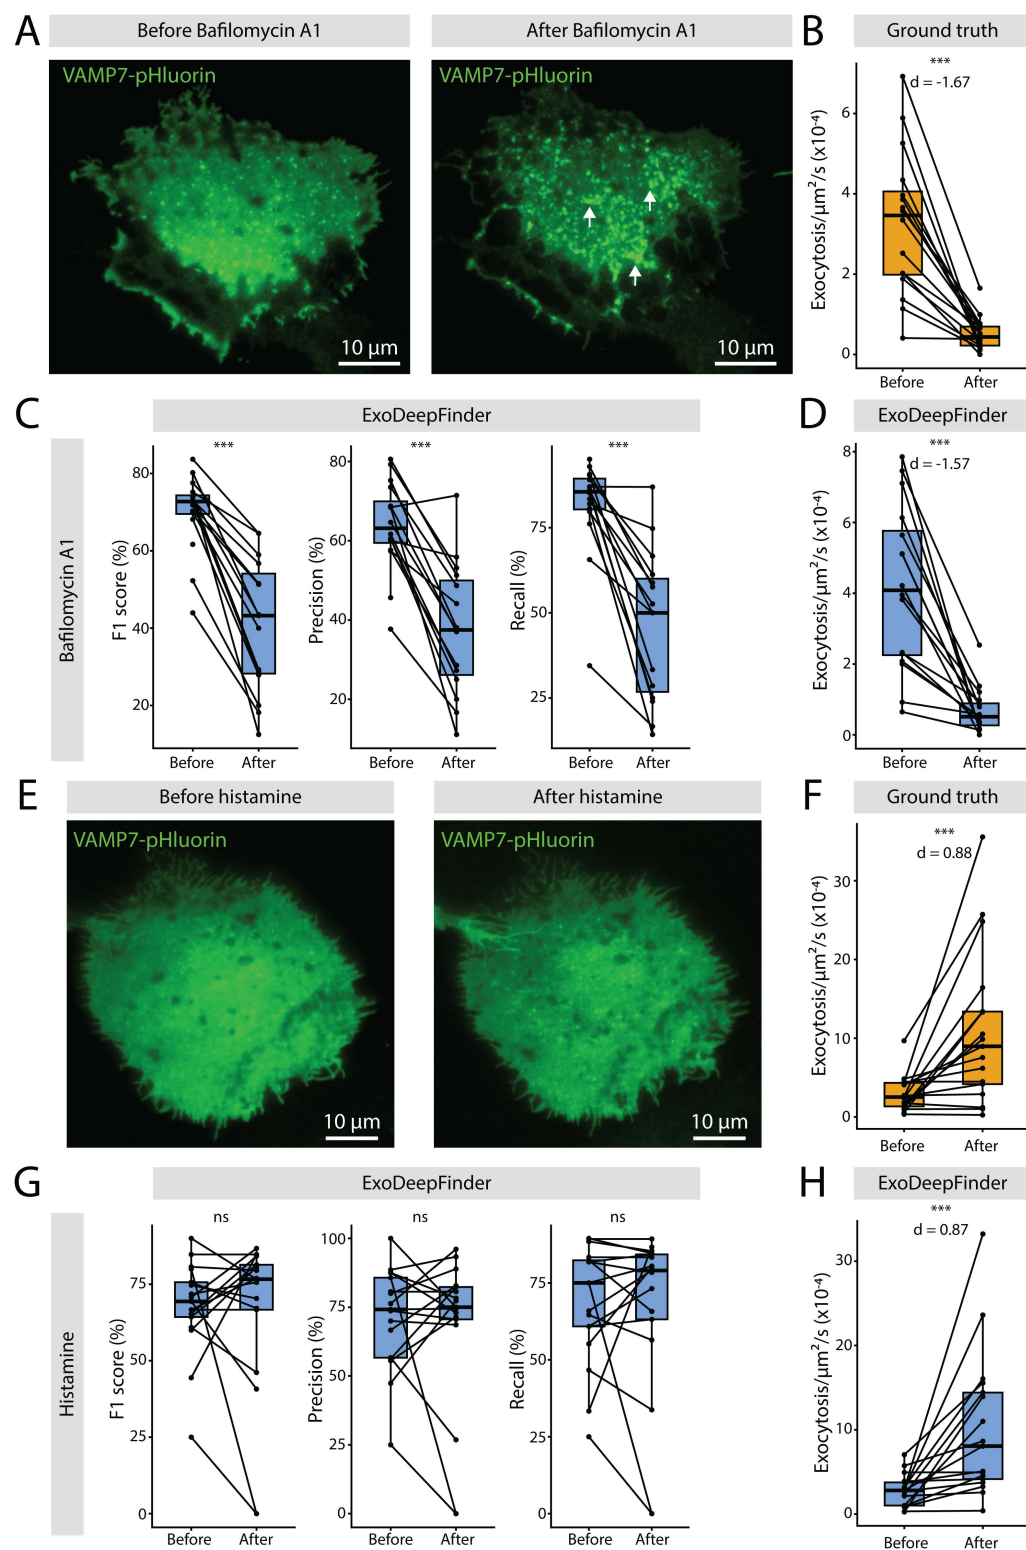 A
Before Bafilomycin A1
After Bafilomycin A1
VAMP7-pHluorin
VAMP7-pHluorin
10 µm
10 µm
B
Ground truth
***
d = -1.67
Exocytosis/µm²/s (x10⁻⁴)
6
4
2
0
Before
After
C
ExoDeepFinder
Bafilomycin A1
***
F1 score (%)
80
60
40
20
Before
After
***
Precision (%)
80
60
40
20
Before
After
***
Recall (%)
75
50
25
Before
After
D
ExoDeepFinder
***
d = -1.57
Exocytosis/µm²/s (x10⁻⁴)
8
6
4
2
0
Before
After
E
Before histamine
After histamine
VAMP7-pHluorin
VAMP7-pHluorin
10 µm
10 µm
F
Ground truth
***
d = 0.88
Exocytosis/µm²/s (x10⁻⁴)
30
20
10
0
Before
After
G
ExoDeepFinder
Histamine
ns
F1 score (%)
75
50
25
0
Before
After
ns
Precision (%)
100
75
50
25
0
Before
After
ns
Recall (%)
75
50
25
0
Before
After
H
ExoDeepFinder
***
d = 0.87
Exocytosis/µm²/s (x10⁻⁴)
30
20
10
0
Before
After